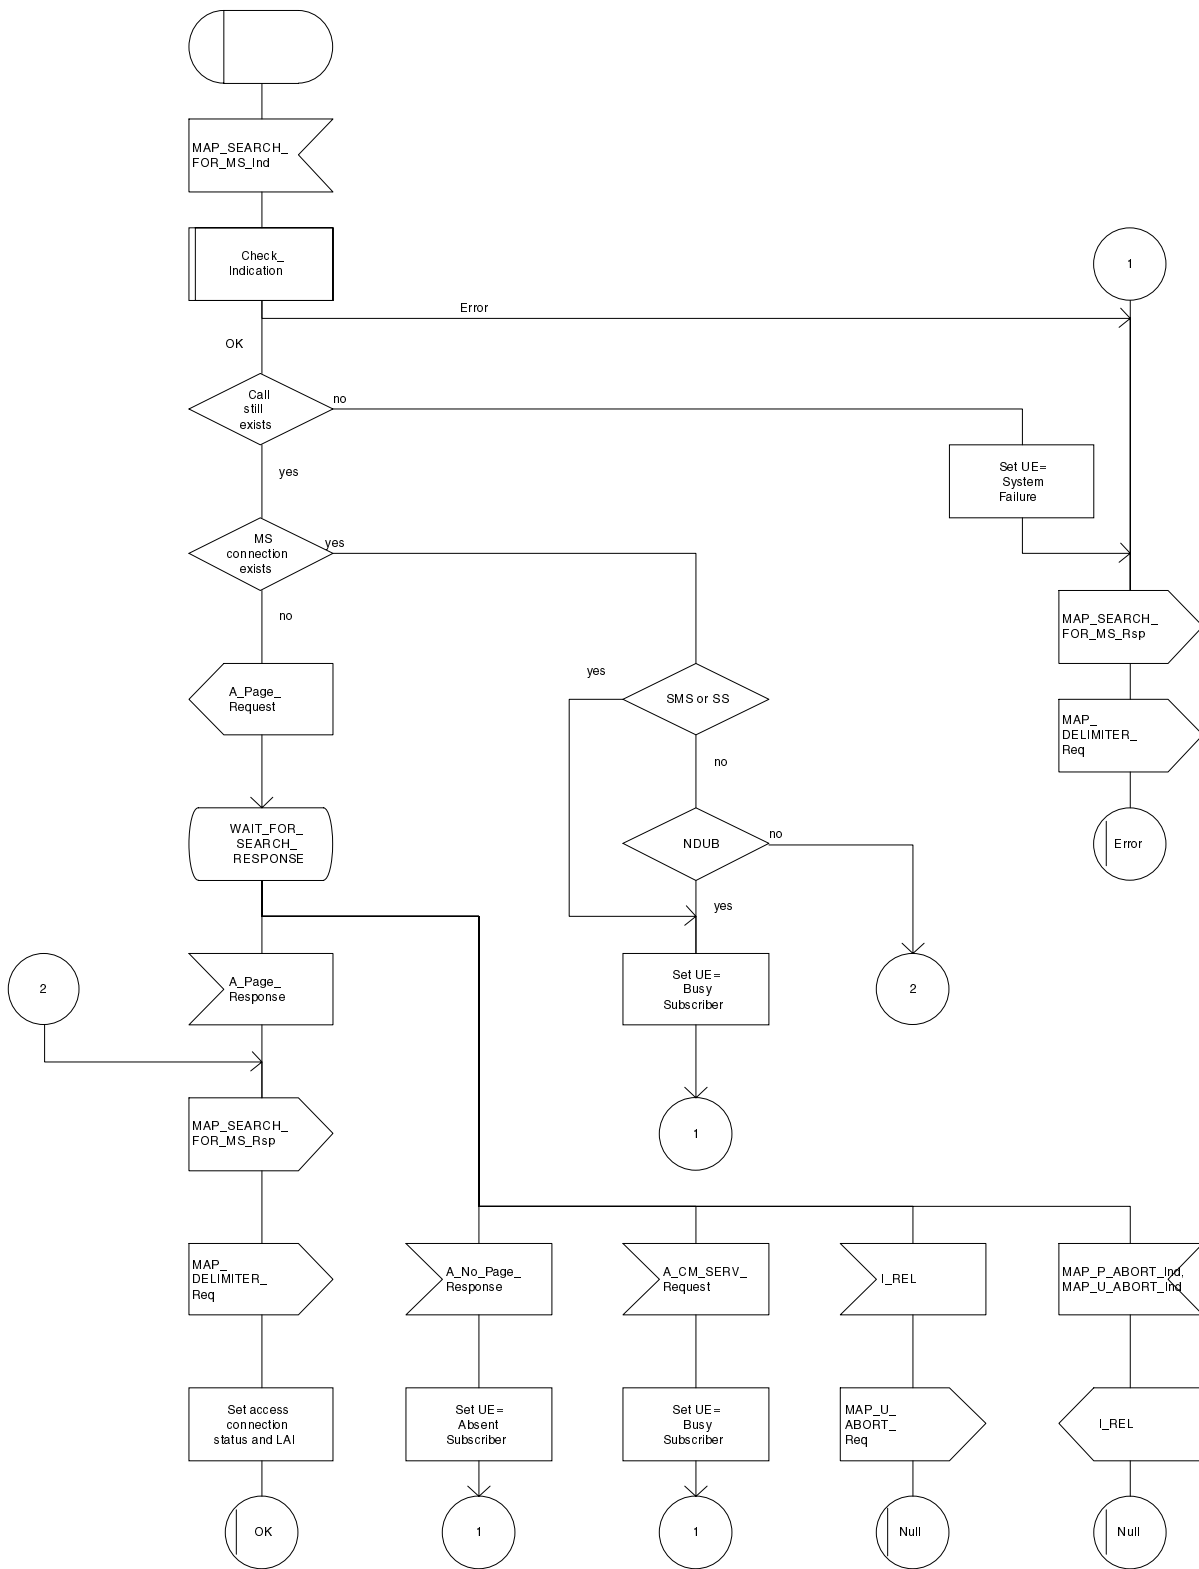 MAP_SEARCH_
FOR_MS_Ind
Check_
Indication
1
Error
OK
Call
still
exists
no
yes
Set UE=
System
Failure
MS
connection
exists
yes
no
MAP_SEARCH_
FOR_MS_Rsp
yes
SMS or SS
A_Page_
Request
MAP_
DELIMITER_
Req
no
WAIT_FOR_
SEARCH_
RESPONSE
NDUB
no
Error
yes
2
A_Page_
Response
Set UE=
Busy
Subscriber
2
MAP_SEARCH_
FOR_MS_Rsp
1
MAP_
DELIMITER_
Req
A_No_Page_
Response
A_CM_SERV_
Request
I_REL
MAP_P_ABORT_Ind,
MAP_U_ABORT_Ind
Set access
connection
status and LAI
Set UE=
Absent
Subscriber
Set UE=
Busy
Subscriber
MAP_U_
ABORT_
Req
I_REL
OK
1
1
Null
Null